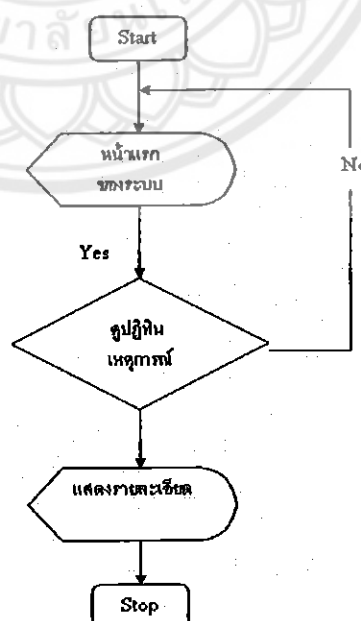 Start
หน้าแรก
ของระบบ
No
Yes
ดูปฏิทิน
เหตุการณ์
แสดงรายละเอียด
Stop